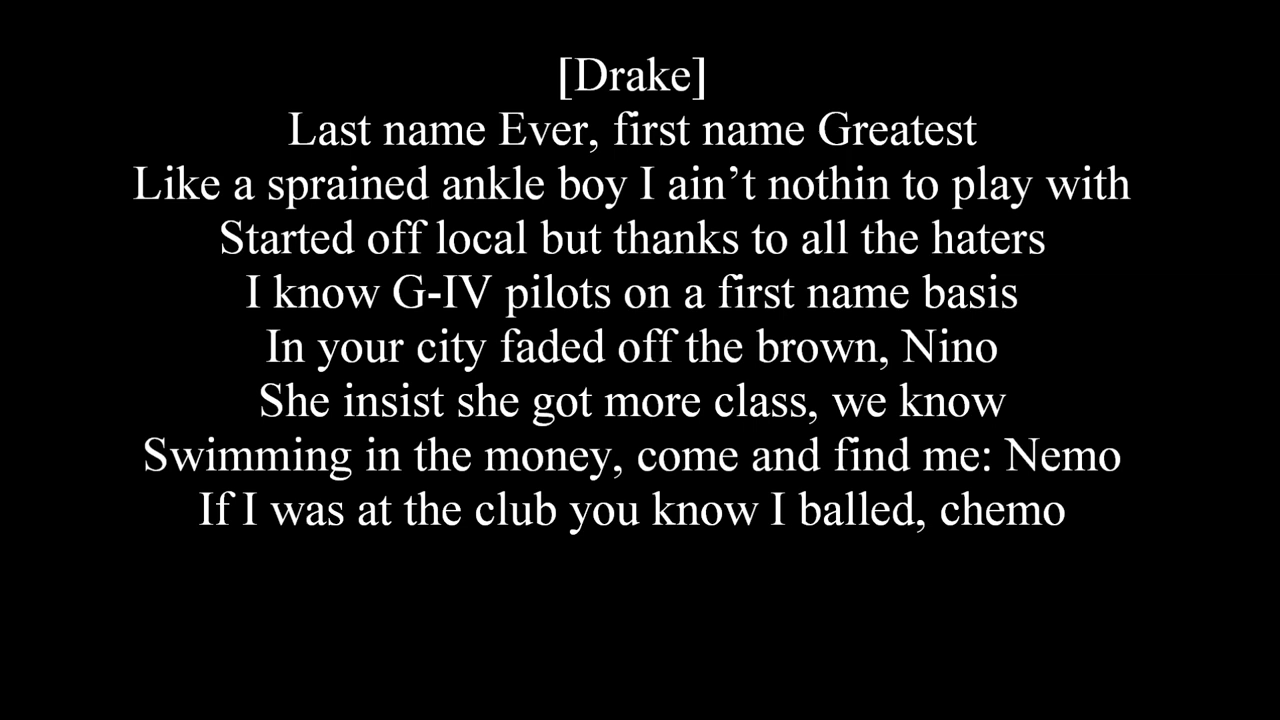 [Drake]
Last name Ever, first name Greatest
Like a sprained ankle boy I ain’t nothin to play with
Started off local but thanks to all the haters
I know G-IV pilots on a first name basis
In your city faded off the brown, Nino
She insist she got more class, we know
Swimming in the money, come and find me: Nemo
If I was at the club you know I balled, chemo